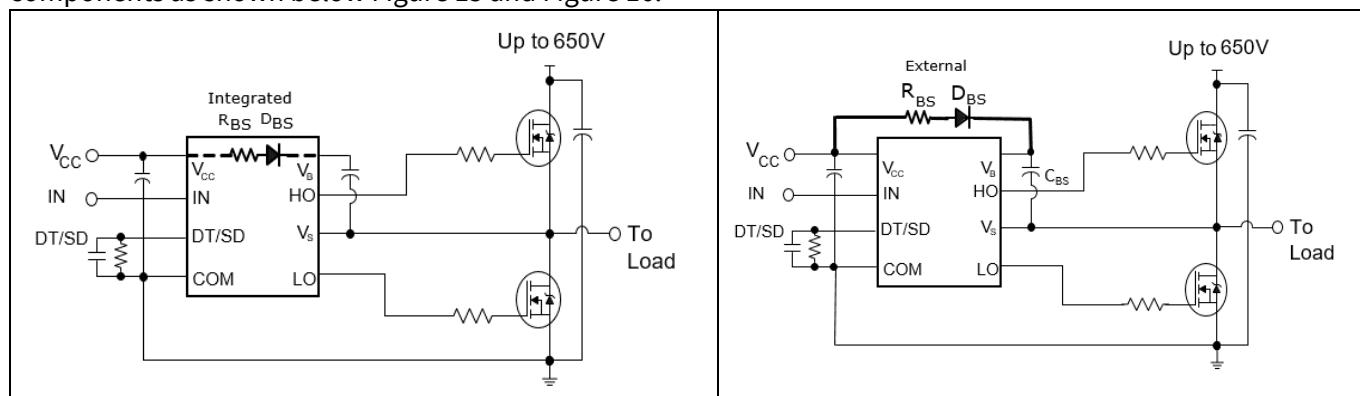 components as shown below Figure 25 and Figure 26.
Up to 650V
Integrated
RBS DBS
VCC
VCC
VB
IN
IN
HO
DT/SD
DT/SD
VS
To
Load
COM
LO
Up to 650V
External
RBS DBS
VCC
VCC
VB
CBS
IN
IN
HO
DT/SD
DT/SD
VS
To
Load
COM
LO